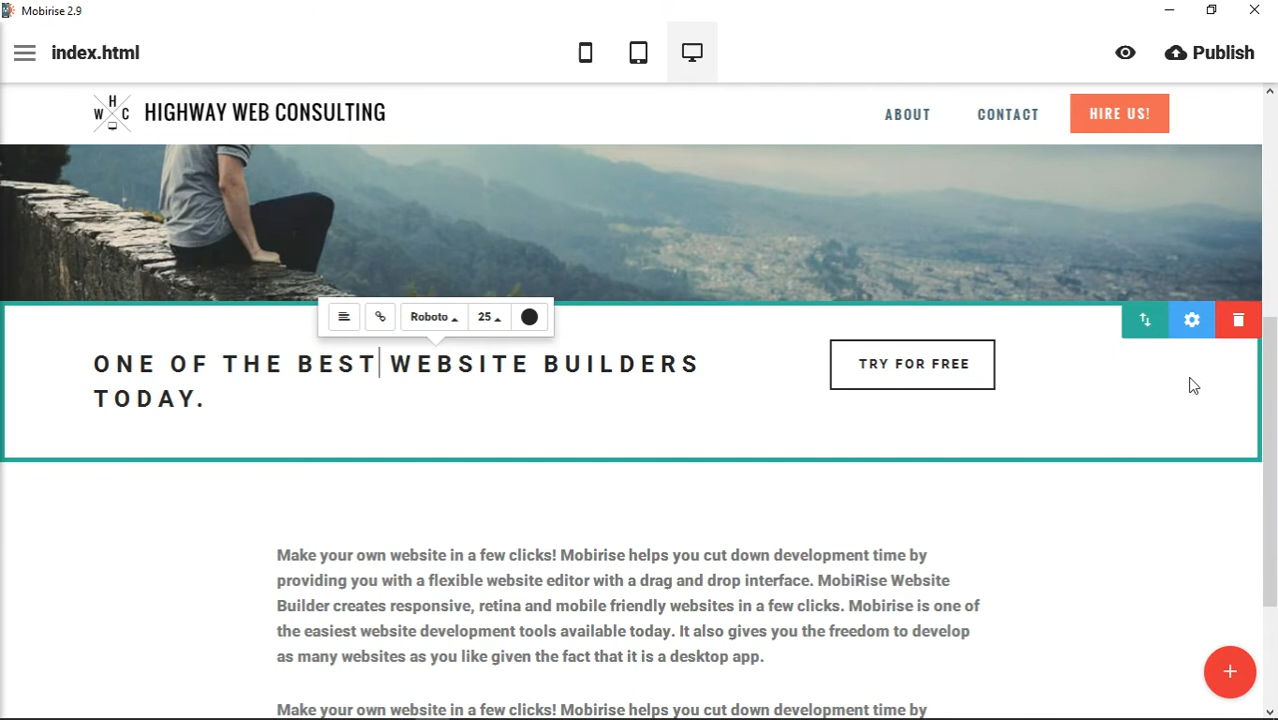 Mobirise 2.9
index.html
Publish
H
W C
HIGHWAY WEB CONSULTING
ABOUT
CONTACT
HIRE US!
Roboto
25
ONE OF THE BEST WEBSITE BUILDERS
TODAY.
TRY FOR FREE
Make your own website in a few clicks! Mobirise helps you cut down development time by
providing you with a flexible website editor with a drag and drop interface. MobiRise Website
Builder creates responsive, retina and mobile friendly websites in a few clicks. Mobirise is one of
the easiest website development tools available today. It also gives you the freedom to develop
as many websites as you like given the fact that it is a desktop app.
Make your own website in a few clicks! Mobirise helps you cut down development time by